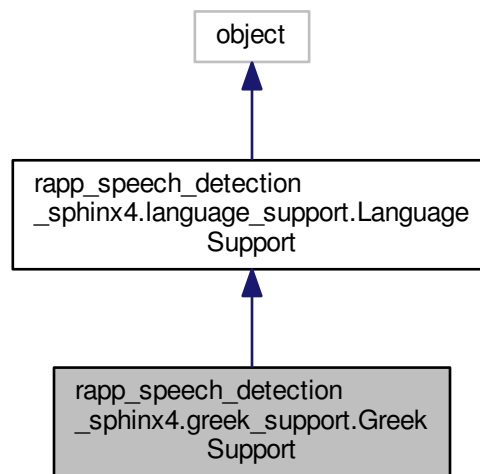 object
rapp_speech_detection
_sphinx4.language_support.Language
Support
rapp_speech_detection
_sphinx4.greek_support.Greek
Support